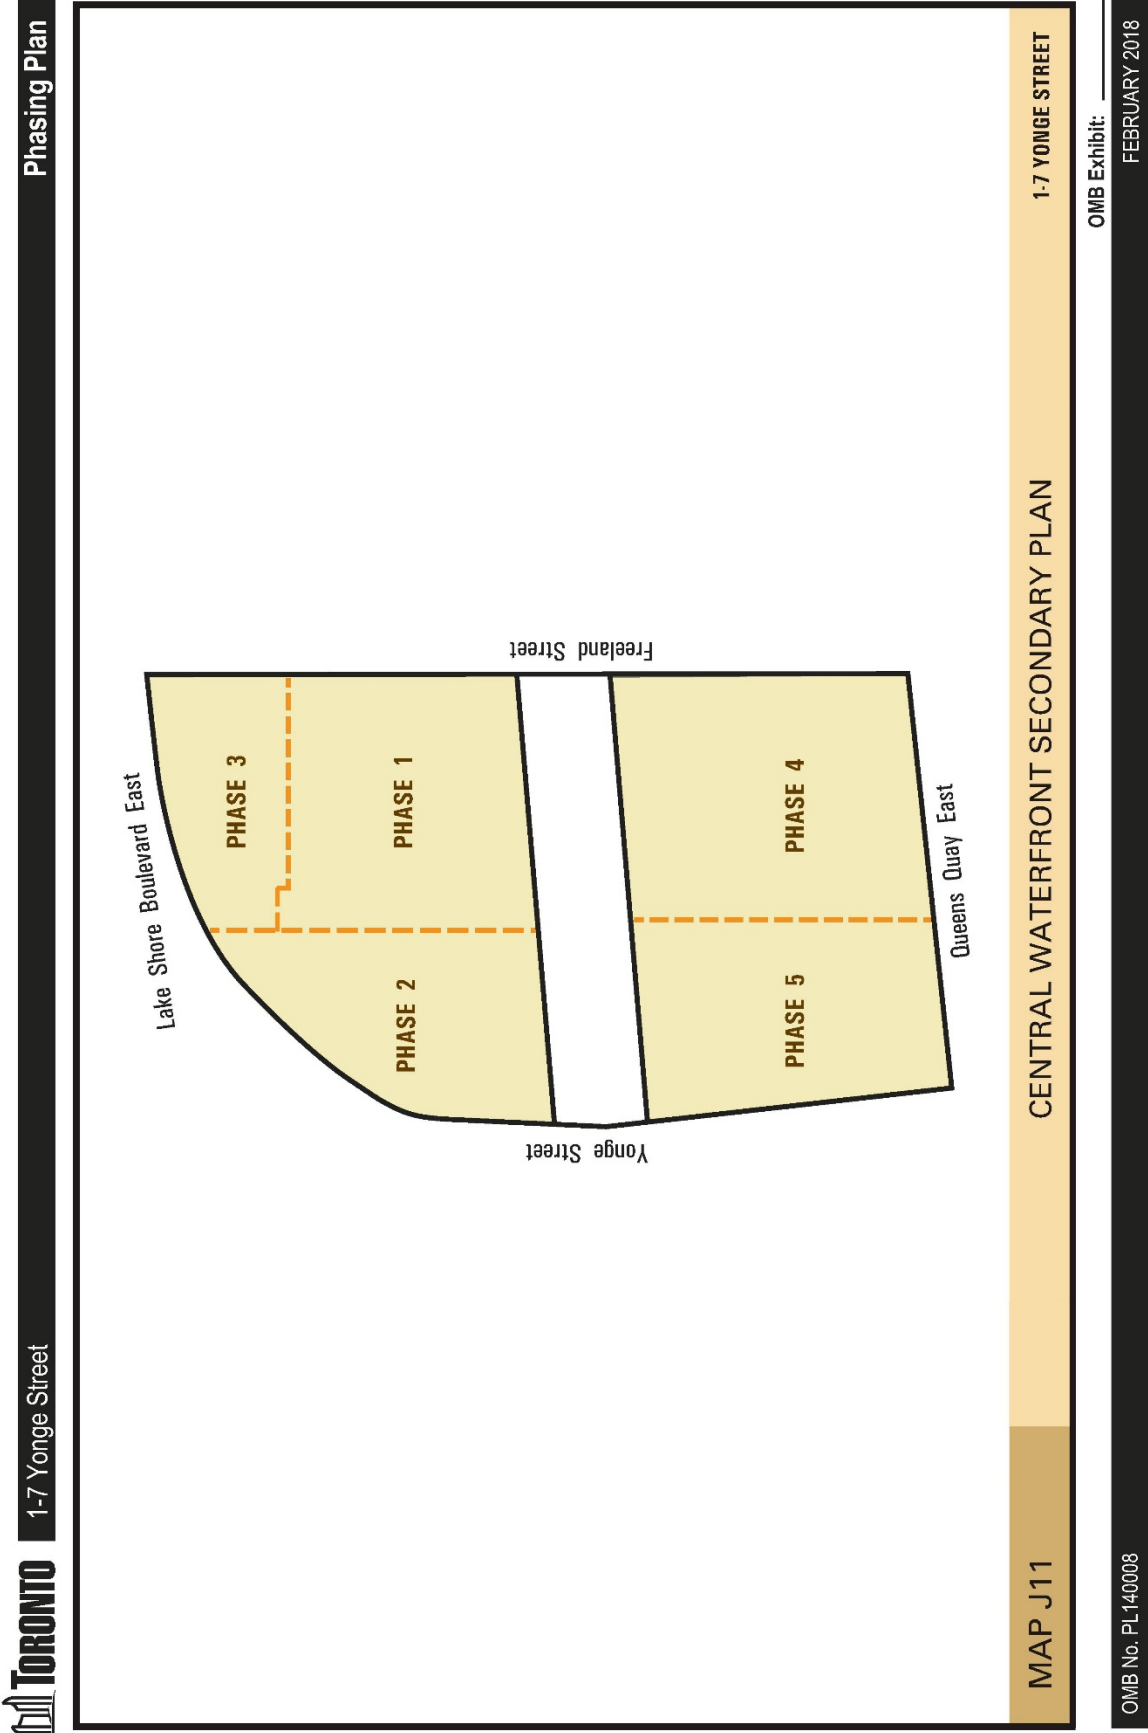 TORONTO
1-7 Yonge Street
Phasing Plan
Lake Shore Boulevard East
PHASE 3
PHASE 2
PHASE 1
Yonge Street
Freeland Street
PHASE 5
PHASE 4
Queens Quay East
MAP J11
CENTRAL WATERFRONT SECONDARY PLAN
1-7 YONGE STREET
OMB Exhibit: ______
OMB No. PL140008
FEBRUARY 2018